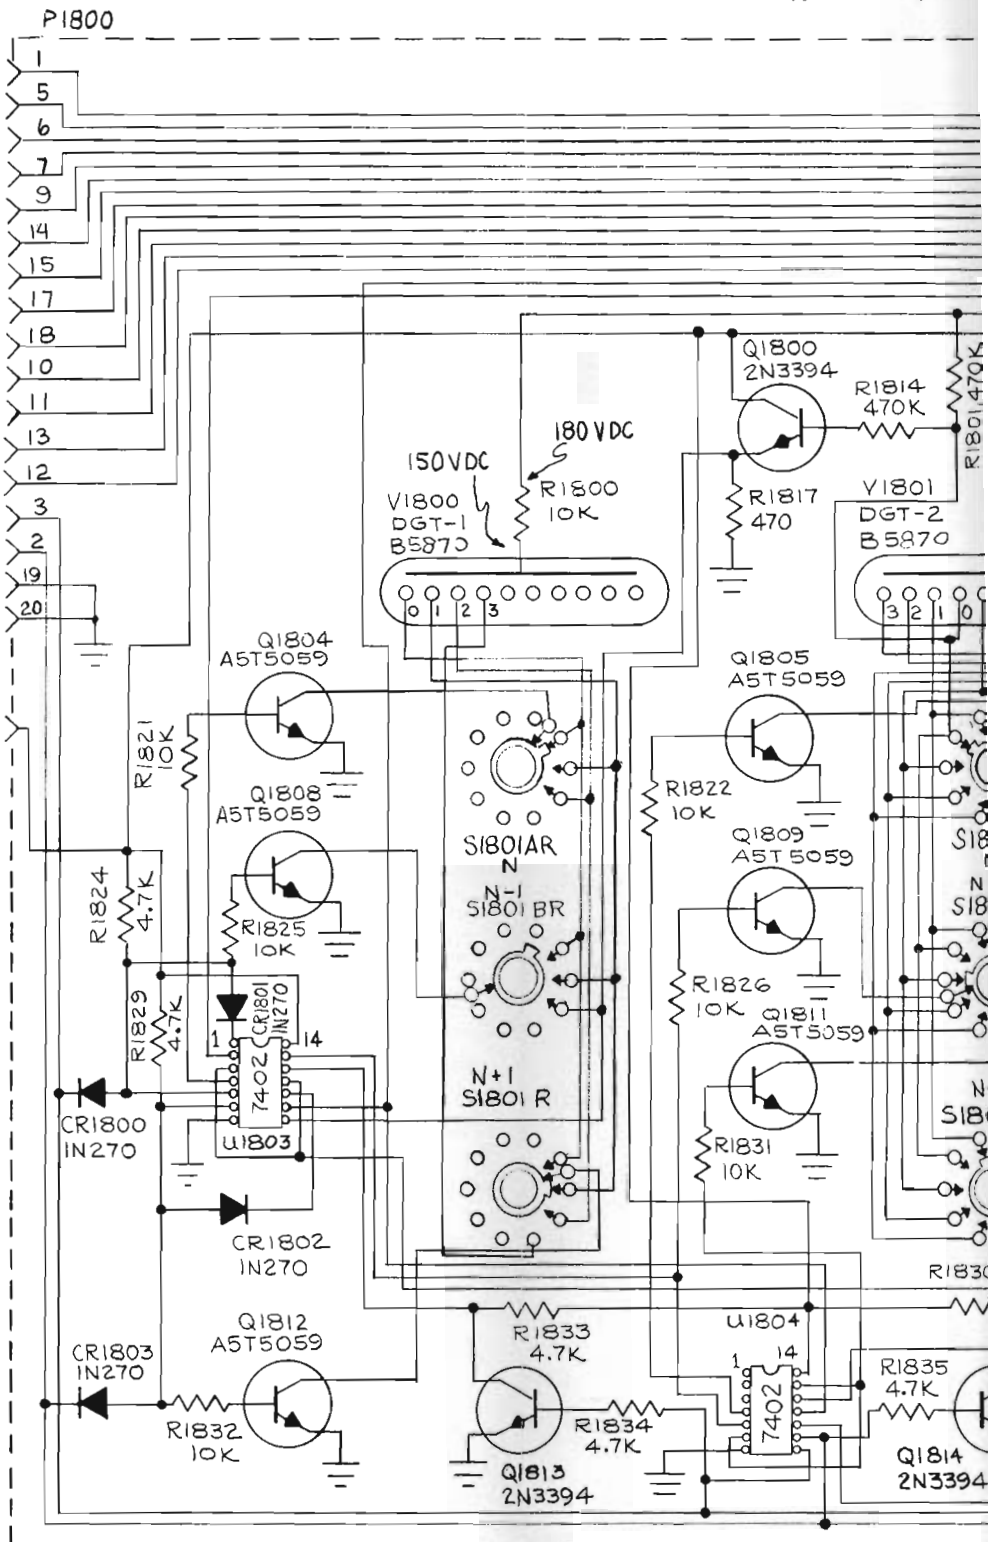 P1800
1
5
6
7
9
14
15
17
18
10
11
13
12
3
2
19
20
Q1800
2N3394
R1814
470K
R1801 470K
180 VDC
150VDC
V1800
DGT-1
B5870
R1800
10K
R1817
470
V1801
DGT-2
B5870
0 1 2 3
3 2 1 0
Q1804
A5T5059
R1821
10K
Q1805
A5T5059
Q1808
A5T5059
R1822
10K
S1801AR
N
Q1809
A5T5059
S18
N-1
S1801 BR
N
S18
R1824
4.7K
R1825
10K
R1829
4.7K
CR1801
1N270
R1826
10K
Q1811
A5T5059
1 14
7402
U1803
N+1
S1801 R
N
S180
CR1800
1N270
R1831
10K
CR1802
1N270
R1830
Q1812
A5T5059
R1833
4.7K
U1804
CR1803
1N270
1 14
7402
R1835
4.7K
R1832
10K
R1834
4.7K
Q1813
2N3394
Q1814
2N3394